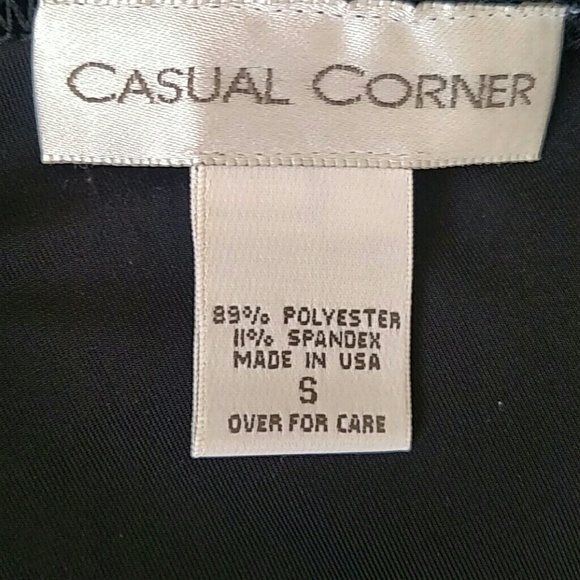 CASUAL CORNER
89% POLYESTER
11% SPANDEX
MADE IN USA
S
OVER FOR CARE